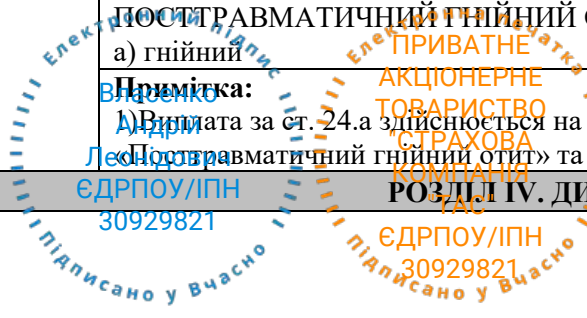 ПОСТТРАВМАТИЧНИЙ ГНІЙНИЙ
а) гнійний
Примітка:
1)Виплата за ст. 24.а здійснюється на
«Посттравматичний гнійний отит» та
РОЗДІЛ IV. ДИ
Електронний підпис
Власенко
Андрій
Леонідович
ЄДРПОУ/ІПН
30929821
Підписано у Вчасно
Електронна печатка
ПРИВАТНЕ
АКЦІОНЕРНЕ
ТОВАРИСТВО
СТРАХОВА
КОМПАНІЯ
"ТАС"
ЄДРПОУ/ІПН
30929821
Підписано у Вчасно